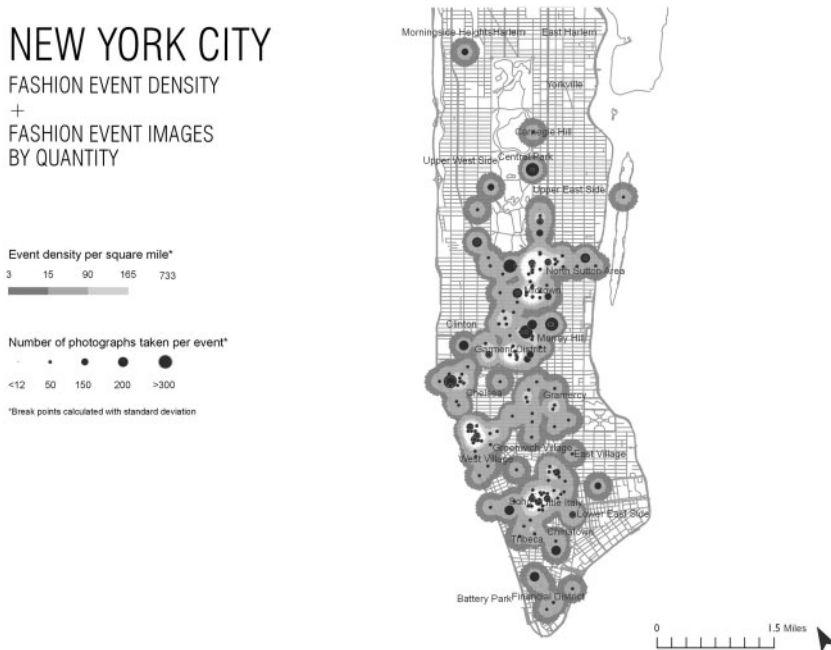 NEW YORK CITY
FASHION EVENT DENSITY
+
FASHION EVENT IMAGES
BY QUANTITY
Event density per square mile*
3 15 90 165 733
Number of photographs taken per event*
<12 50 150 200 >300
*Break points calculated with standard deviation
Morningside Heights Harlem East Harlem
Yorkville
Carnegie Hill
Upper West Side Central Park
Upper East Side
North Sutton Area
Midtown
Clinton
Murray Hill
Garment District
Chelsea
Gramercy
Greenwich Village
West Village
East Village
Soho Little Italy
Lower East Side
Chinatown
Tribeca
Battery Park Financial District
0 1.5 Miles